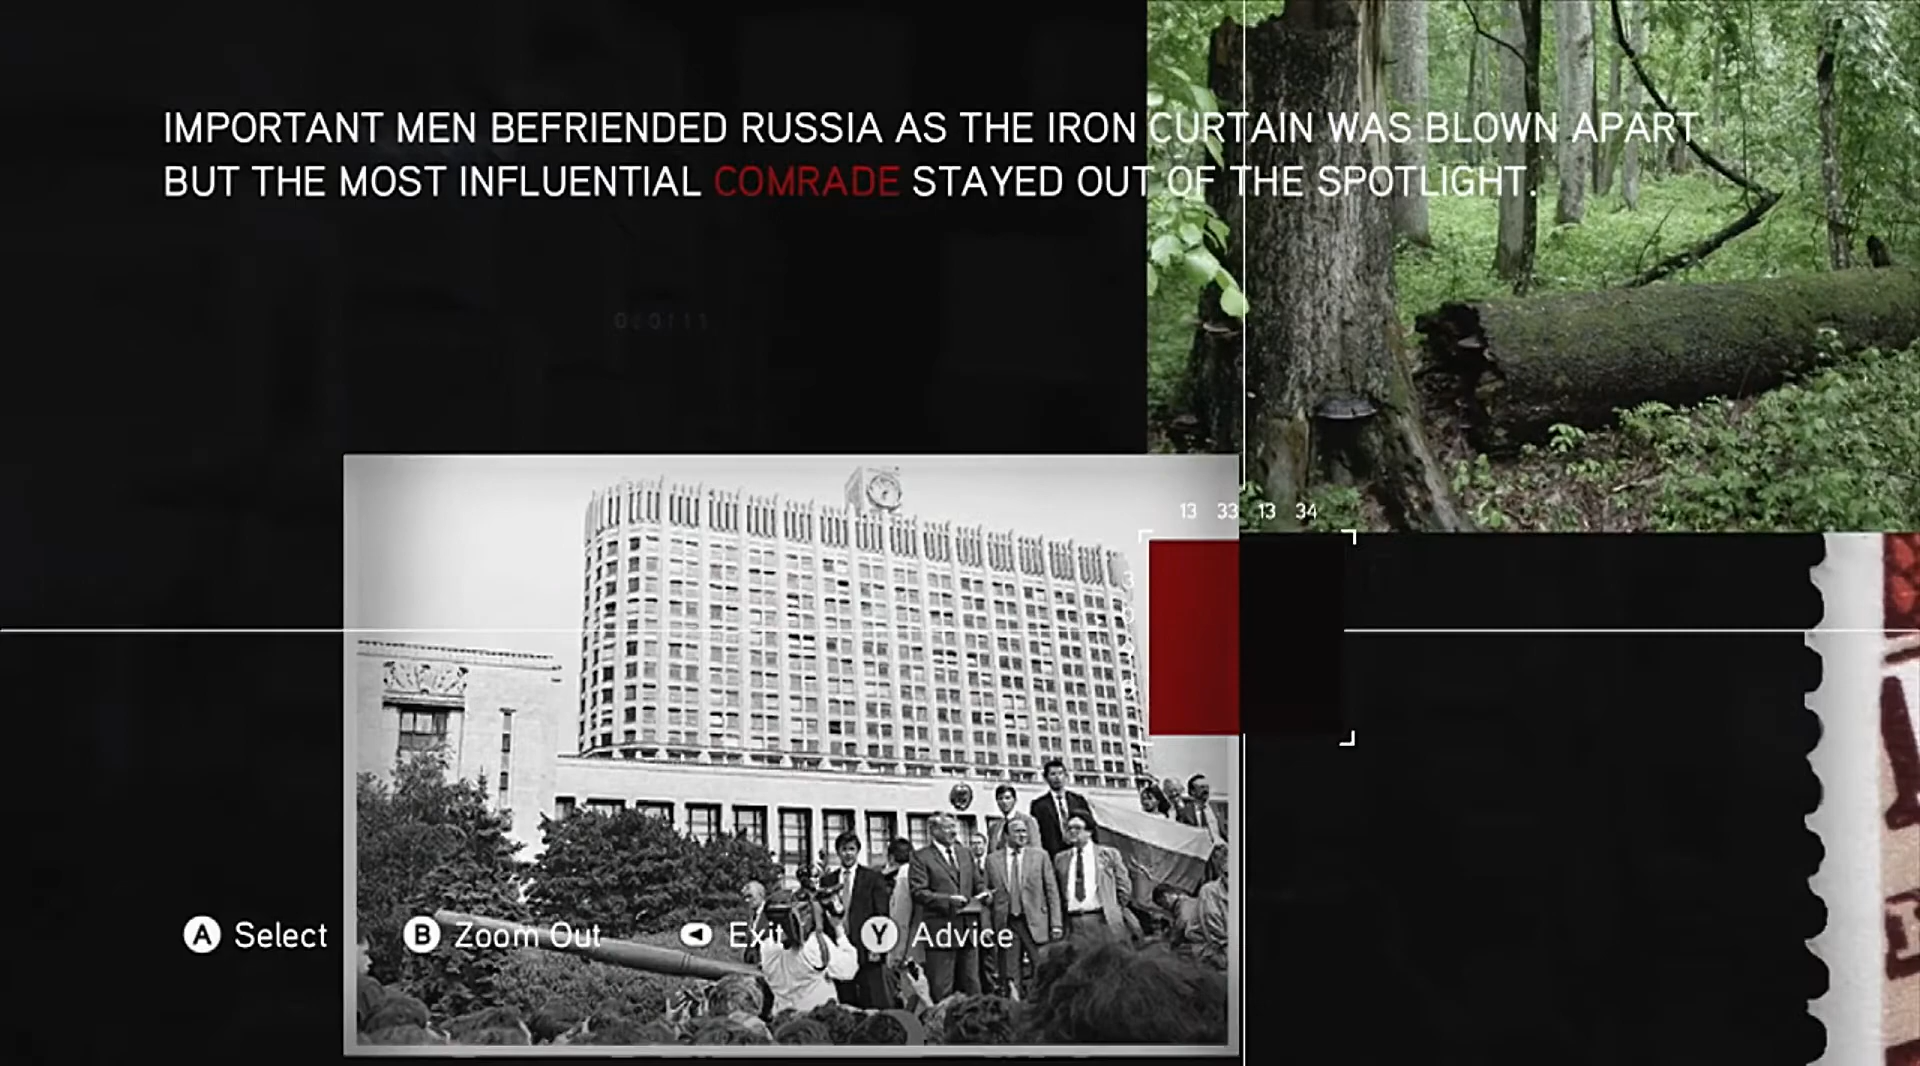 IMPORTANT MEN BEFRIENDED RUSSIA AS THE IRON CURTAIN WAS BLOWN APART.
BUT THE MOST INFLUENTIAL COMRADE STAYED OUT OF THE SPOTLIGHT.
13 33 13 34
A Select B Zoom Out Exit Y Advice